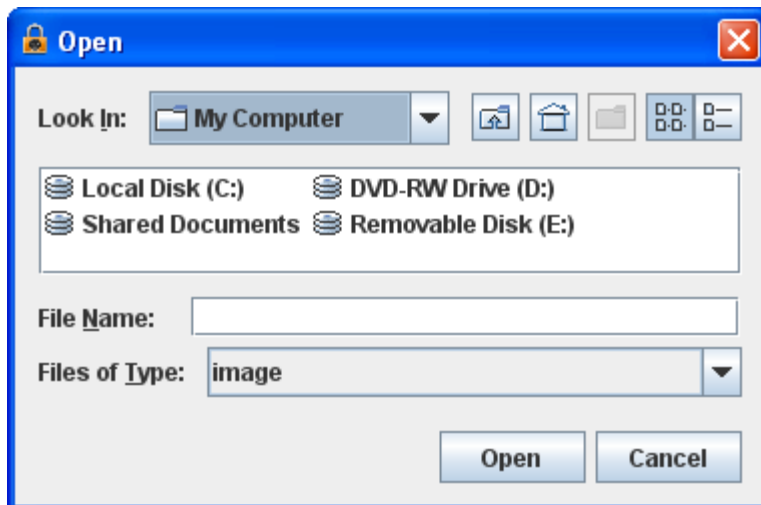 Open
Look In: My Computer
Local Disk (C:) DVD-RW Drive (D:)
Shared Documents Removable Disk (E:)
File Name:
Files of Type: image
Open Cancel